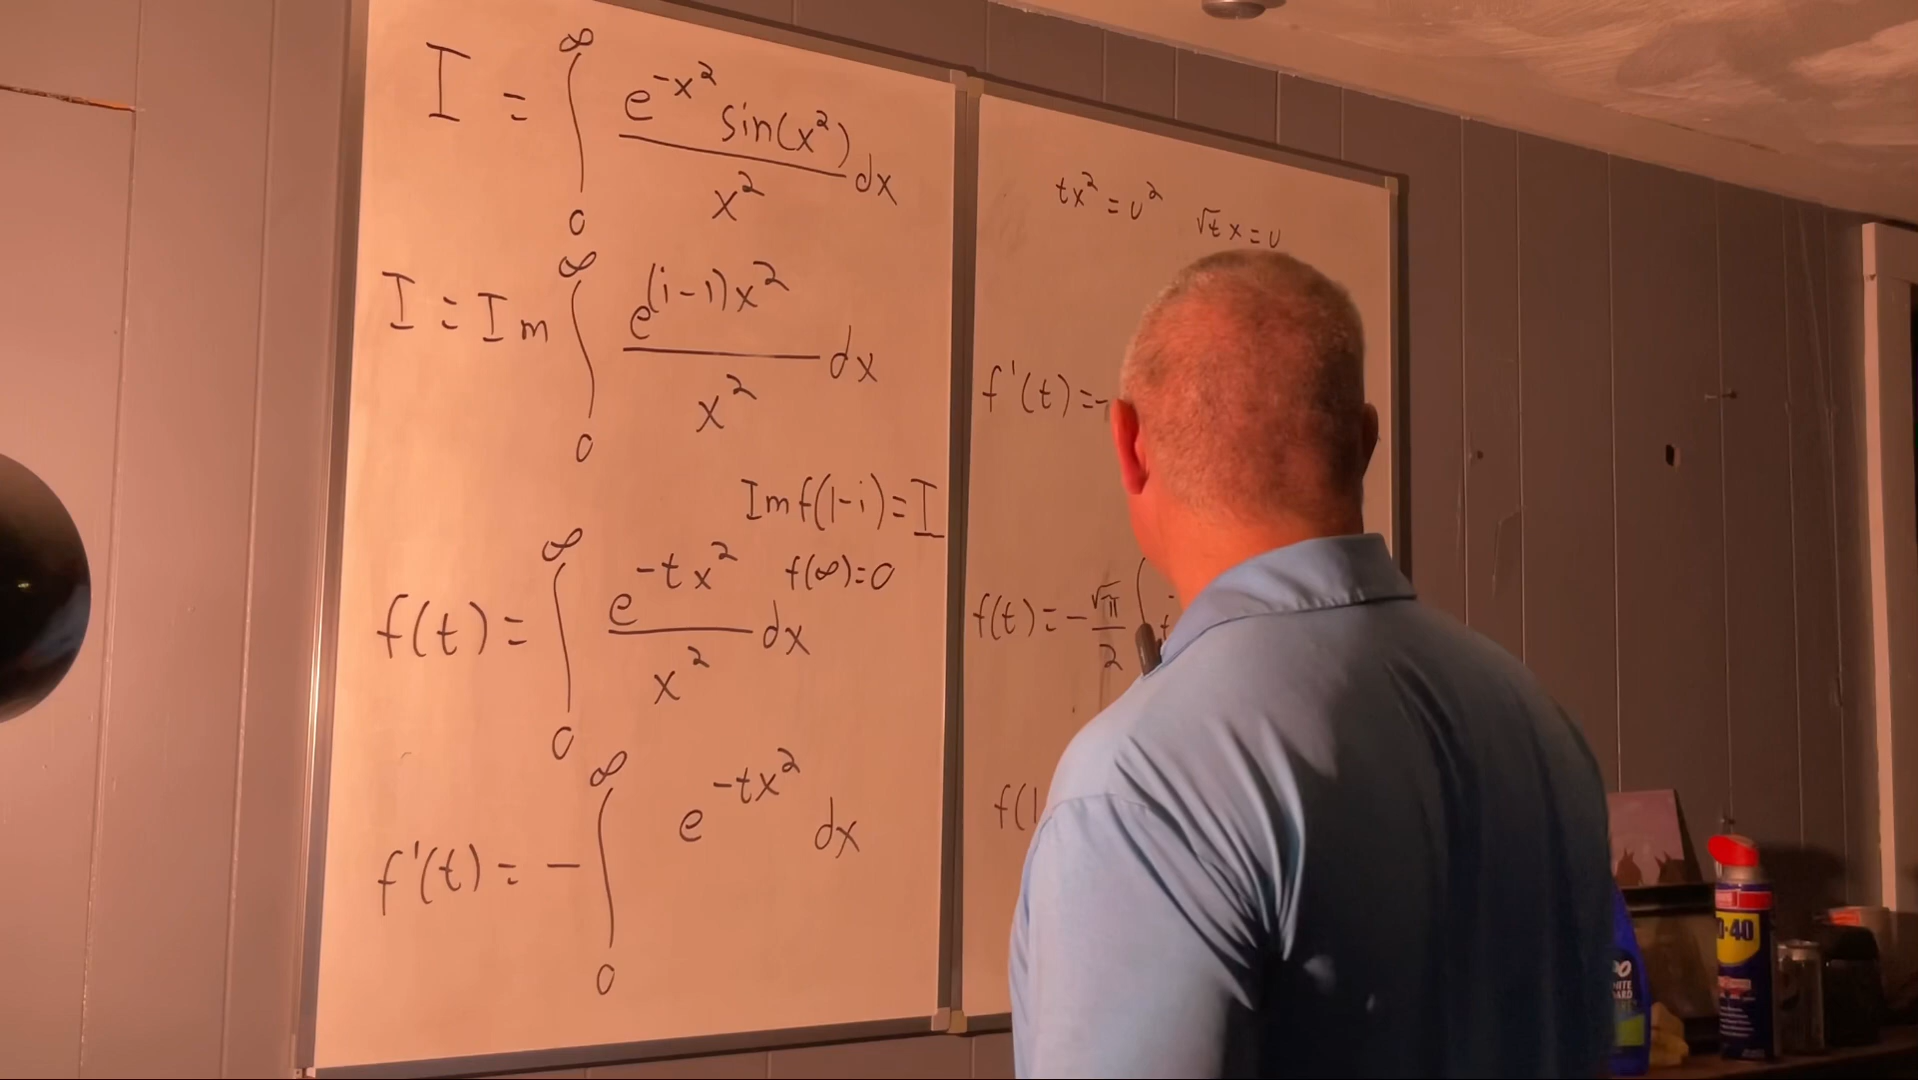 I = ∫₀^∞ e^{-x²} sin(x²) / x² dx
I = Im ∫₀^∞ e^{(i-1)x²} / x² dx
Im f(1-i) = I
f(∞) = 0
f(t) = ∫₀^∞ e^{-tx²} / x² dx
f'(t) = - ∫₀^∞ e^{-tx²} dx
tx² = u²
√t x = u
f'(t) = -
f(t) = - √π / 2 ∫
f(1